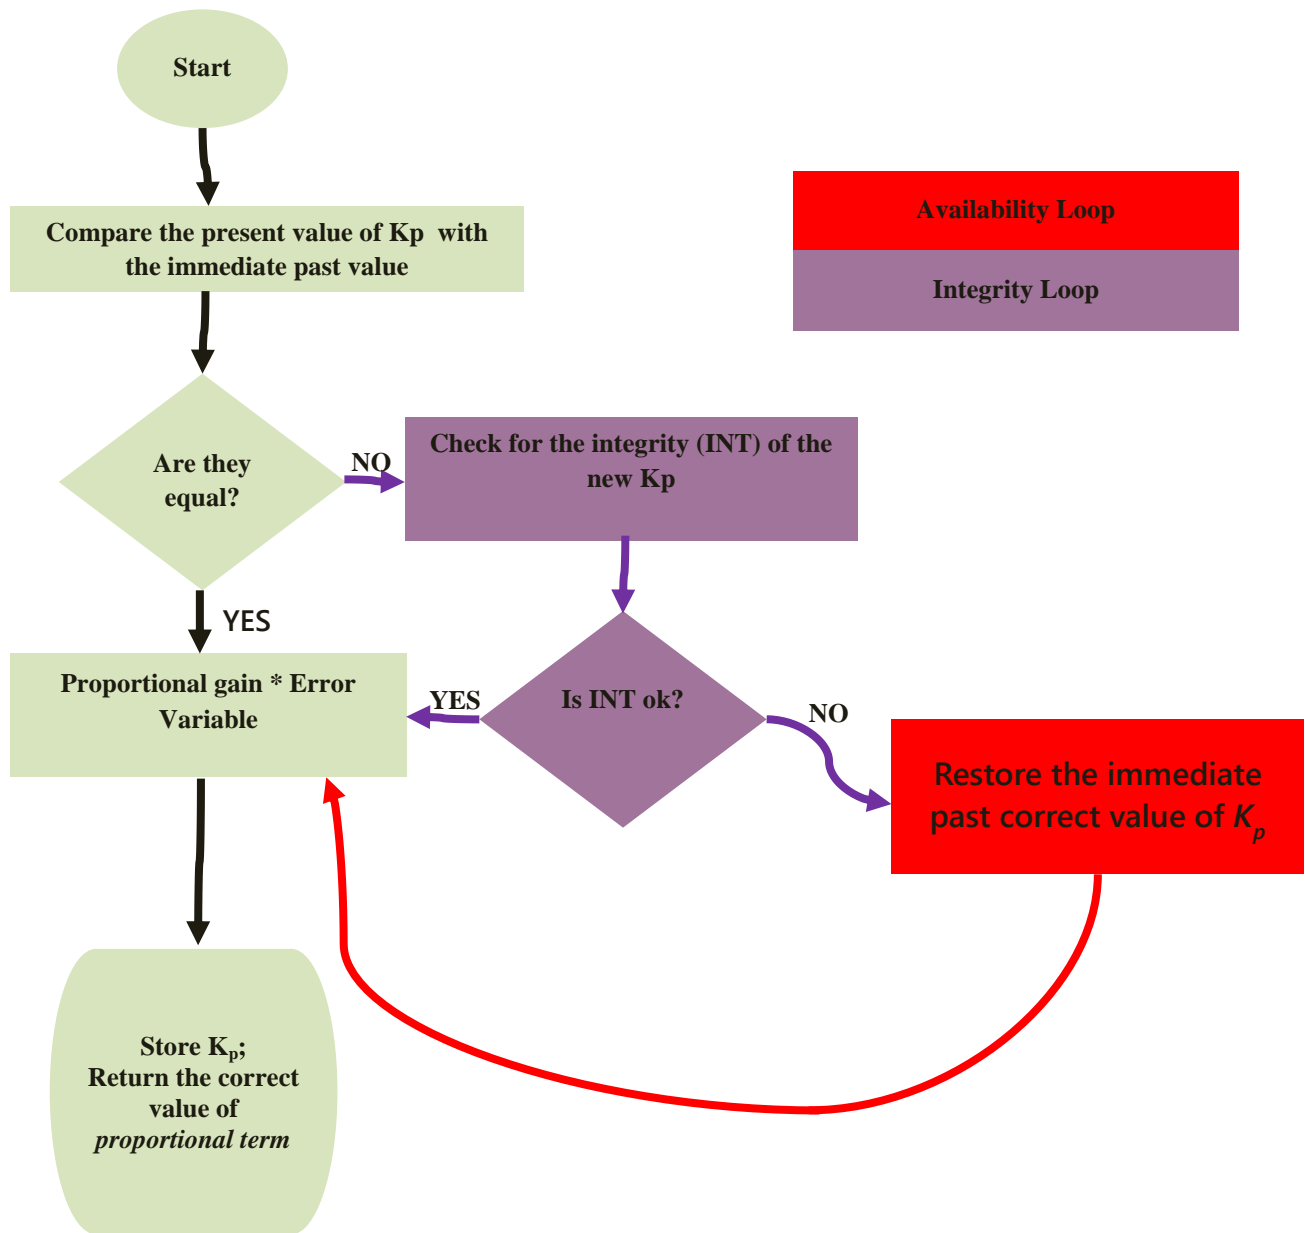 Start
Compare the present value of Kp with
the immediate past value
Availability Loop
Integrity Loop
Are they
equal?
NO
Check for the integrity (INT) of the
new Kp
YES
Proportional gain * Error
Variable
YES
Is INT ok?
NO
Restore the immediate
past correct value of Kp
Store Kp;
Return the correct
value of
proportional term